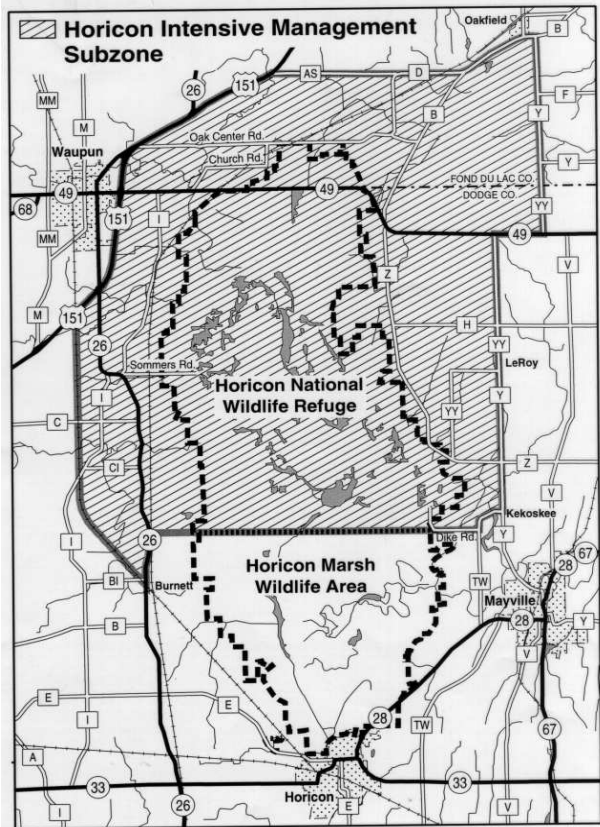 Horicon Intensive Management
Subzone
Oakfield
B
26
151
AS
D
MM
M
B
F
Y
Waupun
Oak Center Rd.
Church Rd.
Y
FOND DU LAC CO.
DODGE CO.
49
49
68
151
I
YY
MM
49
V
Z
M
151
26
H
YY
Sommers Rd.
LeRoy
I
Horicon National
Wildlife Refuge
YY
YY
C
CI
Z
V
Kekoskee
I
26
Dike Rd.
Y
67
28
BI
Burnett
Horicon Marsh
Wildlife Area
TW
Mayville
28
Y
B
V
E
E
I
28
TW
67
A
33
33
Horicon
I
26
E
V